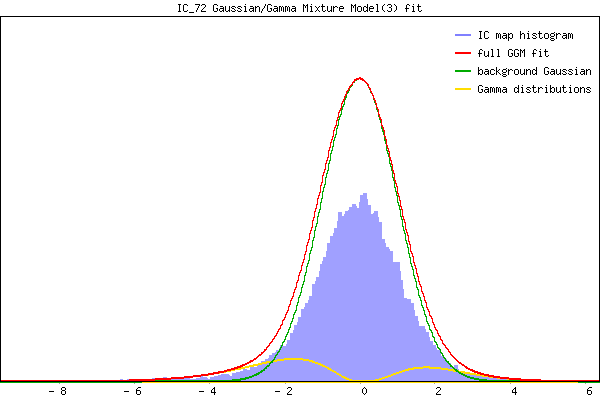 IC_72 Gaussian/Gamma Mixture Model(3) fit
IC map histogram
full GGM fit
background Gaussian
Gamma distributions
-8 -6 -4 -2 0 2 4 6